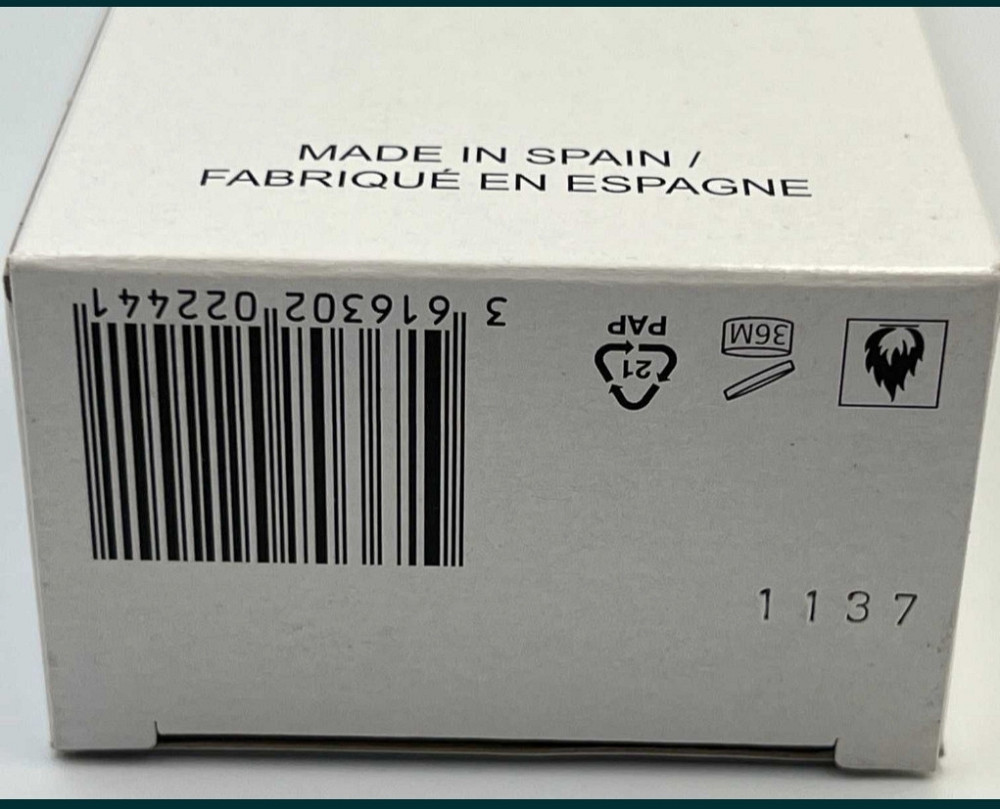 MADE IN SPAIN /
FABRIQUÉ EN ESPAGNE
3 616302 022441
21
PAP
36M
1137